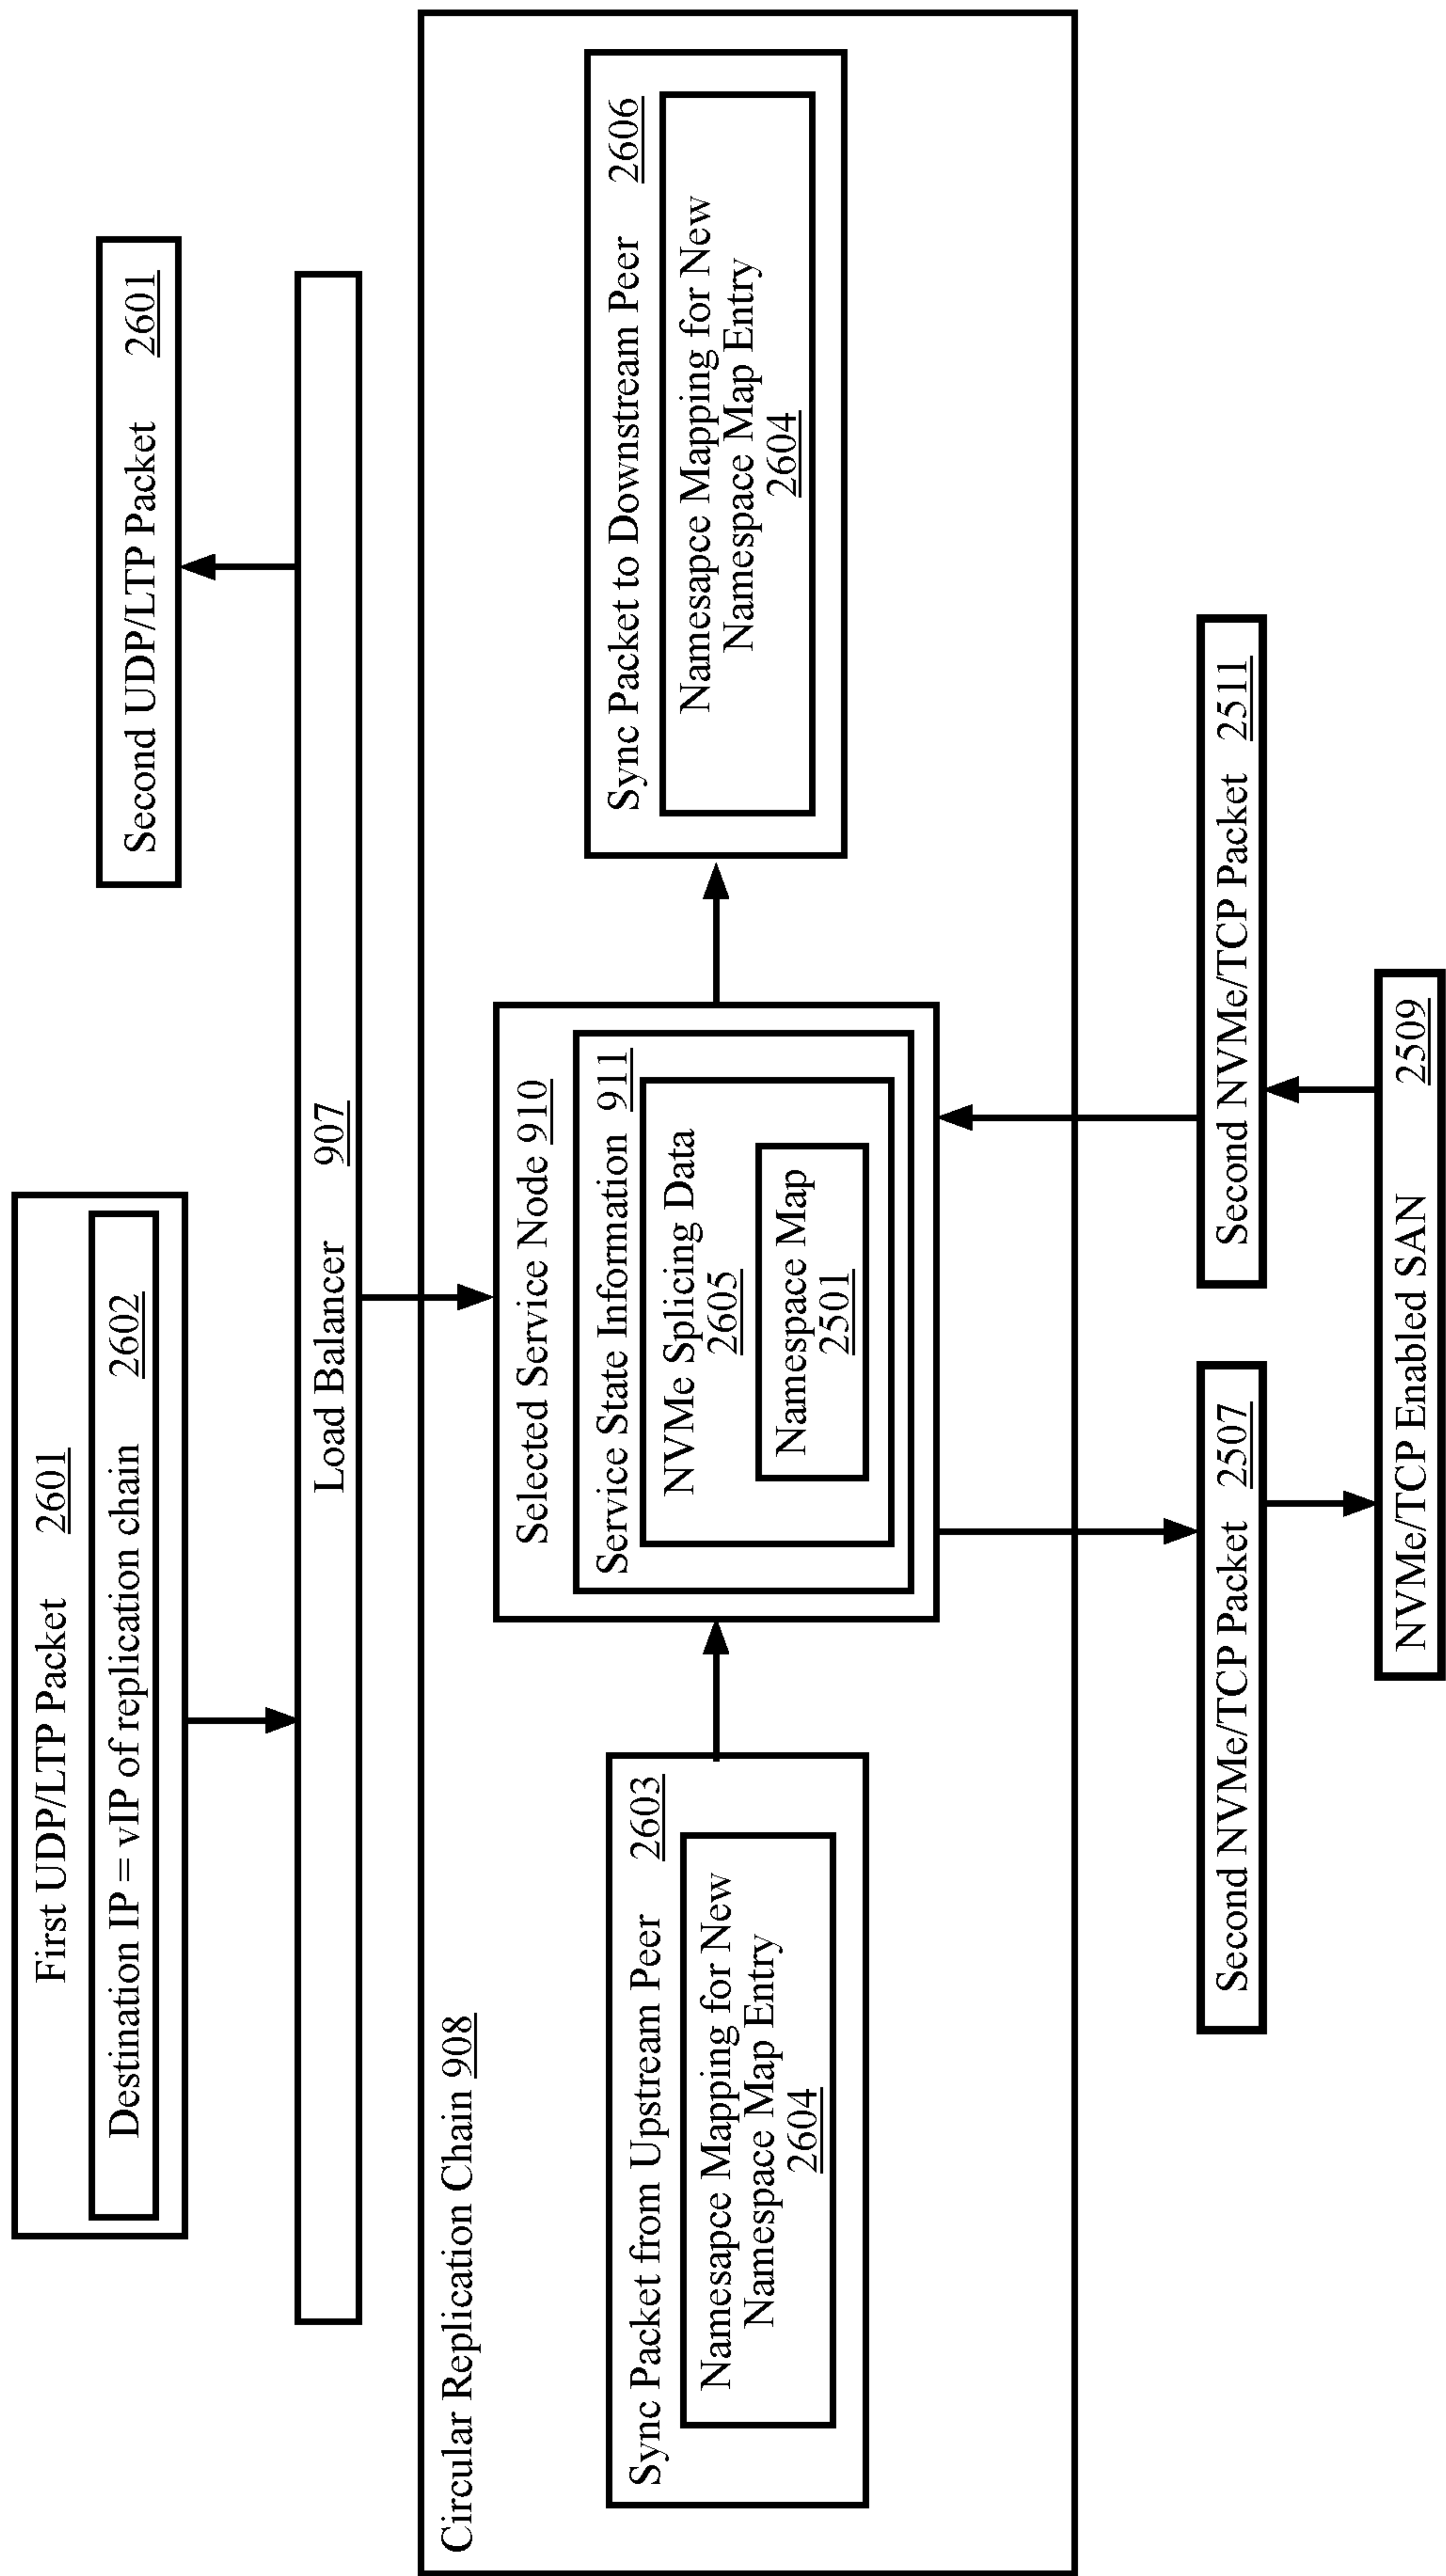 First UDP/LTP Packet 2601
Destination IP = vIP of replication chain 2602
Second UDP/LTP Packet 2601
Load Balancer 907
Circular Replication Chain 908
Sync Packet from Upstream Peer 2603
Namesapce Mapping for New
Namespace Map Entry
2604
Selected Service Node 910
Service State Information 911
NVMe Splicing Data
2605
Namespace Map
2501
Sync Packet to Downstream Peer 2606
Namesapce Mapping for New
Namespace Map Entry
2604
Second NVMe/TCP Packet 2507
Second NVMe/TCP Packet 2511
NVMe/TCP Enabled SAN 2509